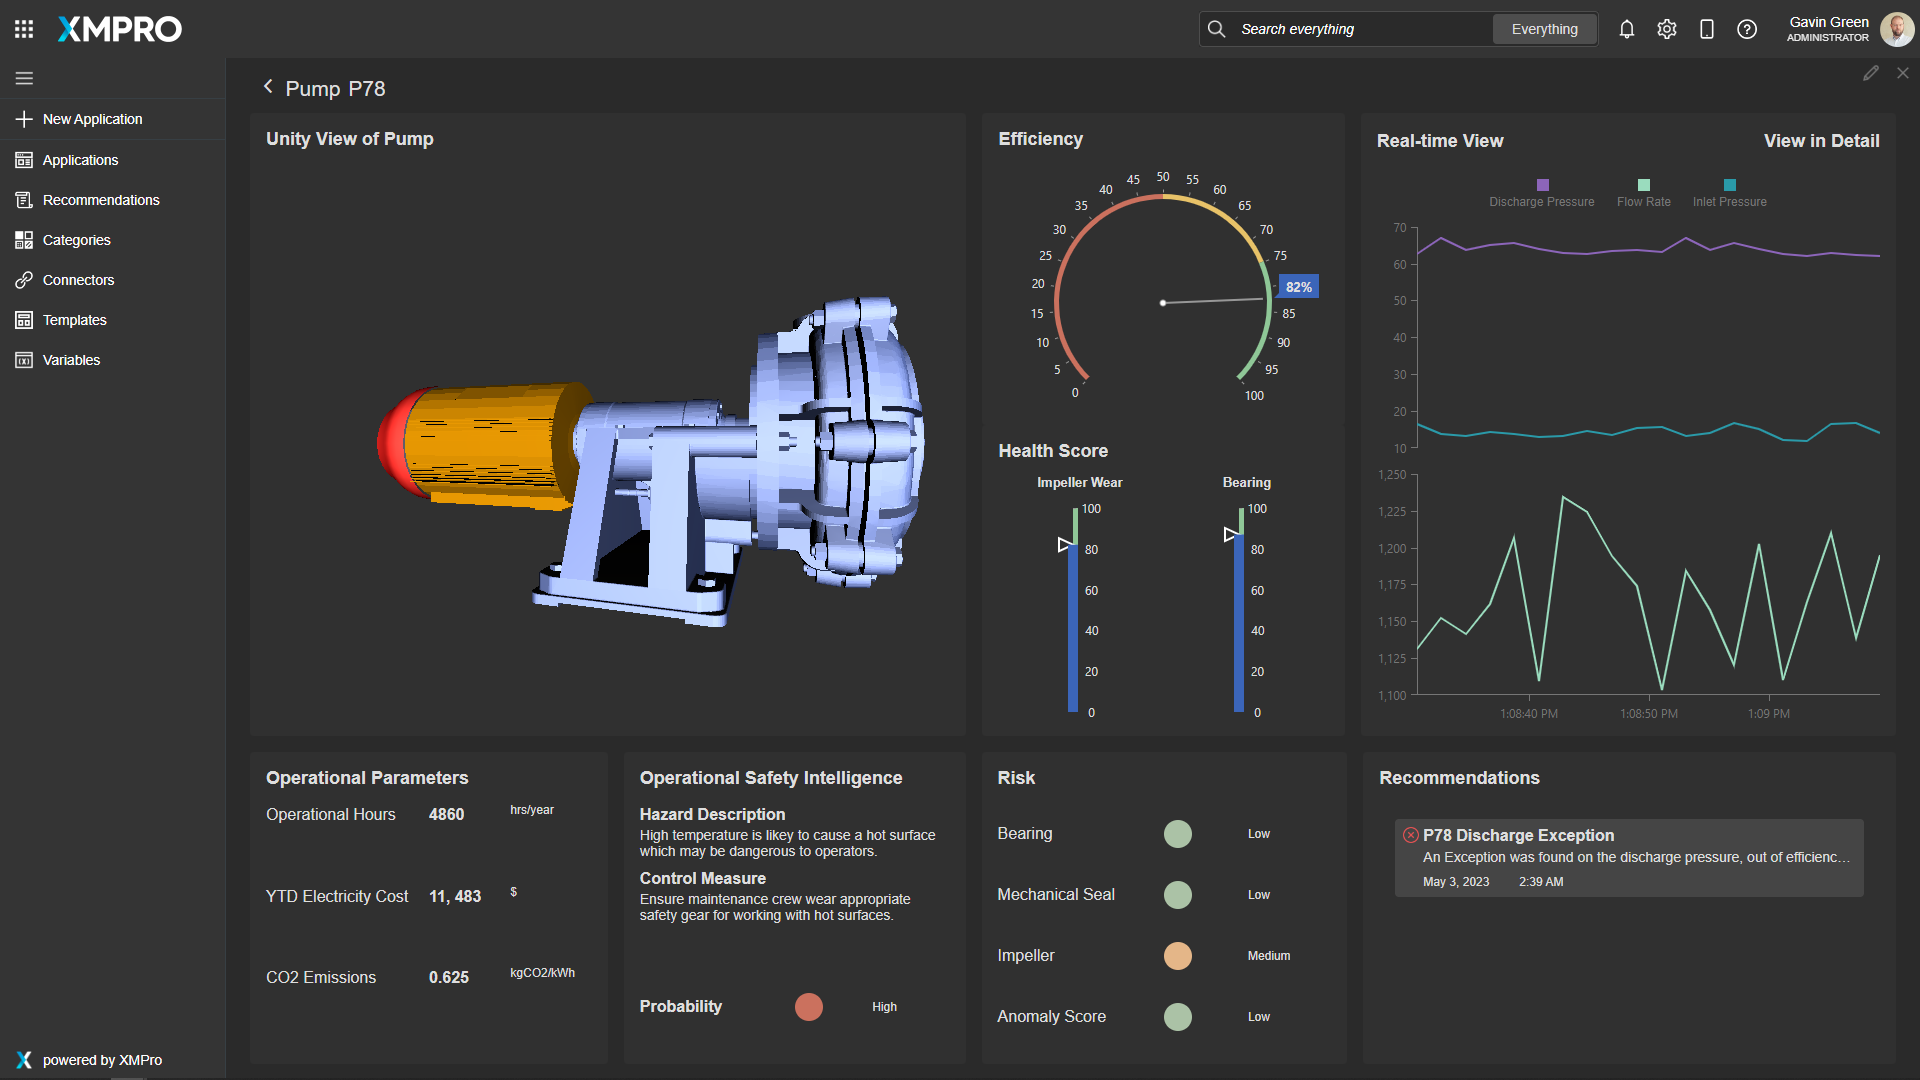 XMPRO
Search everything
Everything
Gavin Green
ADMINISTRATOR
New Application
Applications
Recommendations
Categories
Connectors
Templates
Variables
powered by XMPro
Pump P78
Unity View of Pump
Efficiency
0
5
10
15
20
25
30
35
40
45
50
55
60
65
70
75
82%
85
90
95
100
Health Score
Impeller Wear
100
80
60
40
20
0
Bearing
100
80
60
40
20
0
Real-time View
View in Detail
Discharge Pressure
Flow Rate
Inlet Pressure
70
60
50
40
30
20
10
1,250
1,225
1,200
1,175
1,150
1,125
1,100
1:08:40 PM
1:08:50 PM
1:09 PM
Operational Parameters
Operational Hours 4860 hrs/year
YTD Electricity Cost 11, 483 $
CO2 Emissions 0.625 kgCO2/kWh
Operational Safety Intelligence
Hazard Description
High temperature is likey to cause a hot surface
which may be dangerous to operators.
Control Measure
Ensure maintenance crew wear appropriate
safety gear for working with hot surfaces.
Probability High
Risk
Bearing Low
Mechanical Seal Low
Impeller Medium
Anomaly Score Low
Recommendations
P78 Discharge Exception
An Exception was found on the discharge pressure, out of efficienc...
May 3, 2023 2:39 AM